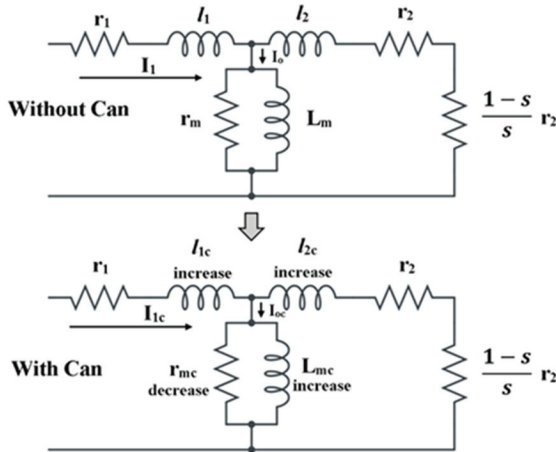 r₁ l₁ l₂ r₂
I₁ Iₒ
Without Can rₘ Lₘ 1 − s / s r₂
l₁c l₂c
r₁ increase increase r₂
I₁c Iₒc
With Can rₘc Lₘc 1 − s / s r₂
decrease increase